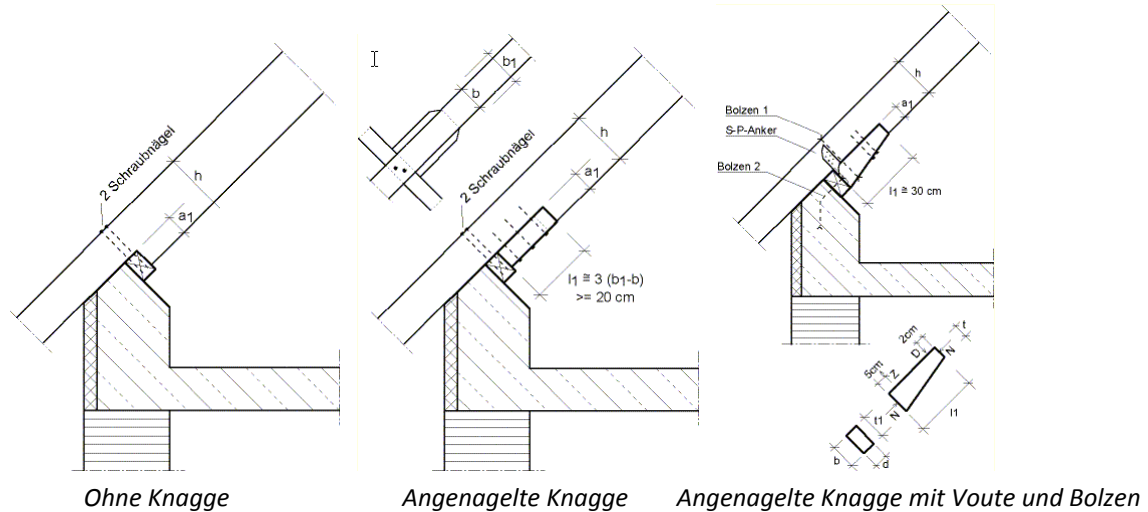 2 Schraubnägel
h
a1
Ohne Knagge
b1
b
2 Schraubnägel
h
a1
l1 ≅ 3 (b1-b)
>= 20 cm
Angenagelte Knagge
h
a1
Bolzen 1
S-P-Anker
Bolzen 2
l1 ≅ 30 cm
t
2cm
D
N
5cm
Z
N
t1
l1
b
d
Angenagelte Knagge mit Voute und Bolzen